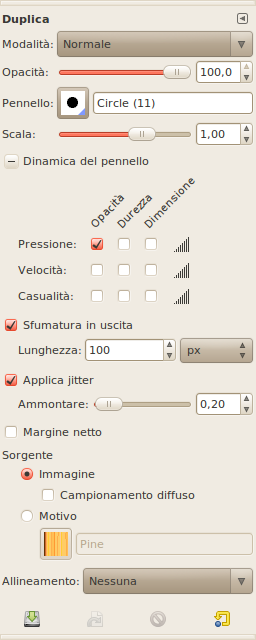 Duplica
Modalità: Normale
Opacità: 100,0
Pennello: Circle (11)
Scala: 1,00
Dinamica del pennello
Opacità Durezza Dimensione
Pressione:
Velocità:
Casualità:
Sfumatura in uscita
Lunghezza: 100 px
Applica jitter
Ammontare: 0,20
Margine netto
Sorgente
Immagine
Campionamento diffuso
Motivo
Pine
Allineamento: Nessuna